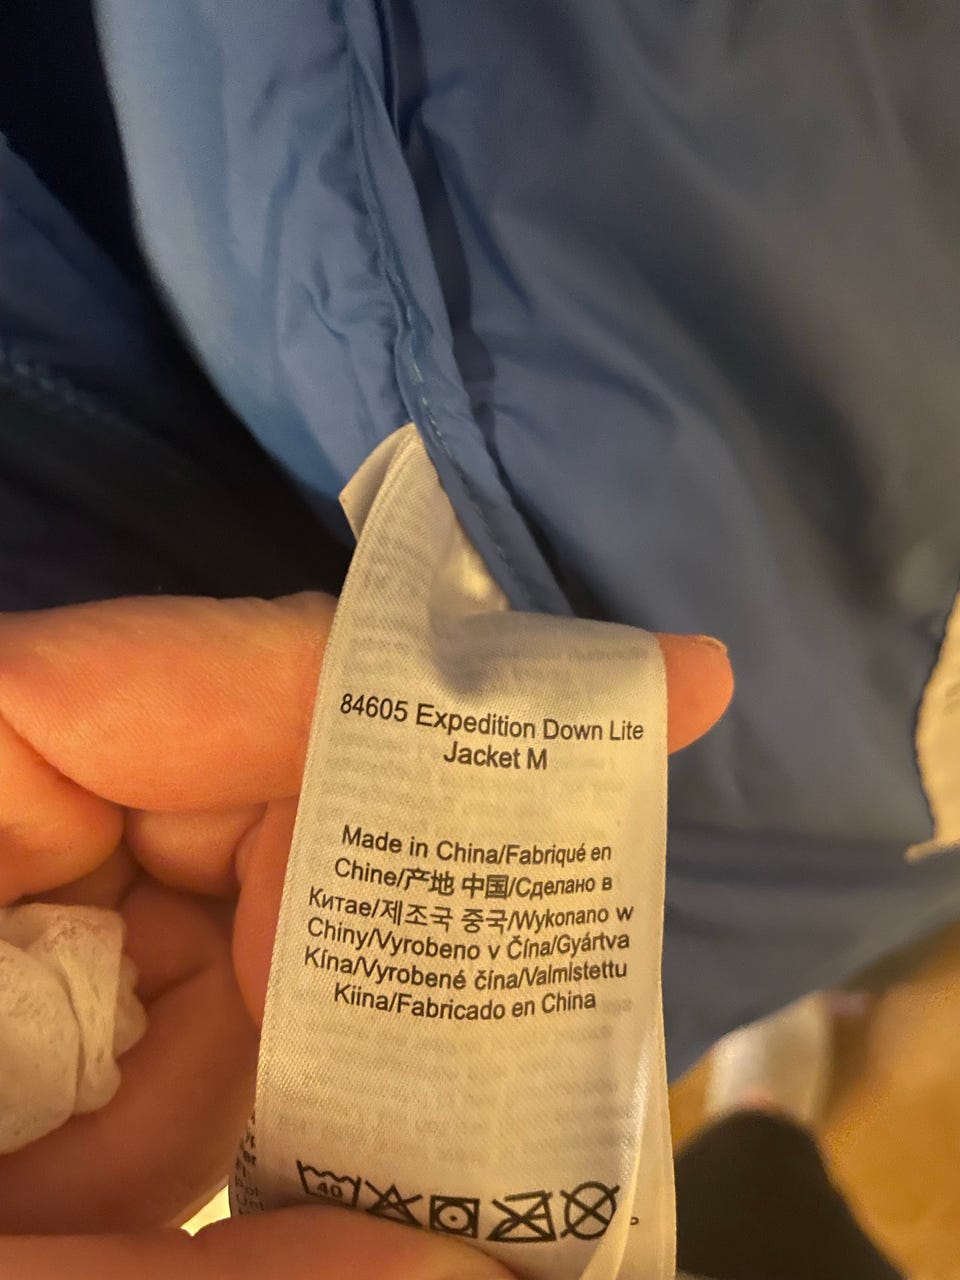 84605 Expedition Down Lite
Jacket M
Made in China/Fabriqué en
Chine/产地 中国/Сделано в
Китае/제조국 중국/Wykonano w
Chiny/Vyrobeno v Čína/Gyártva
Kína/Vyrobené čína/Valmistettu
Kiina/Fabricado en China
40